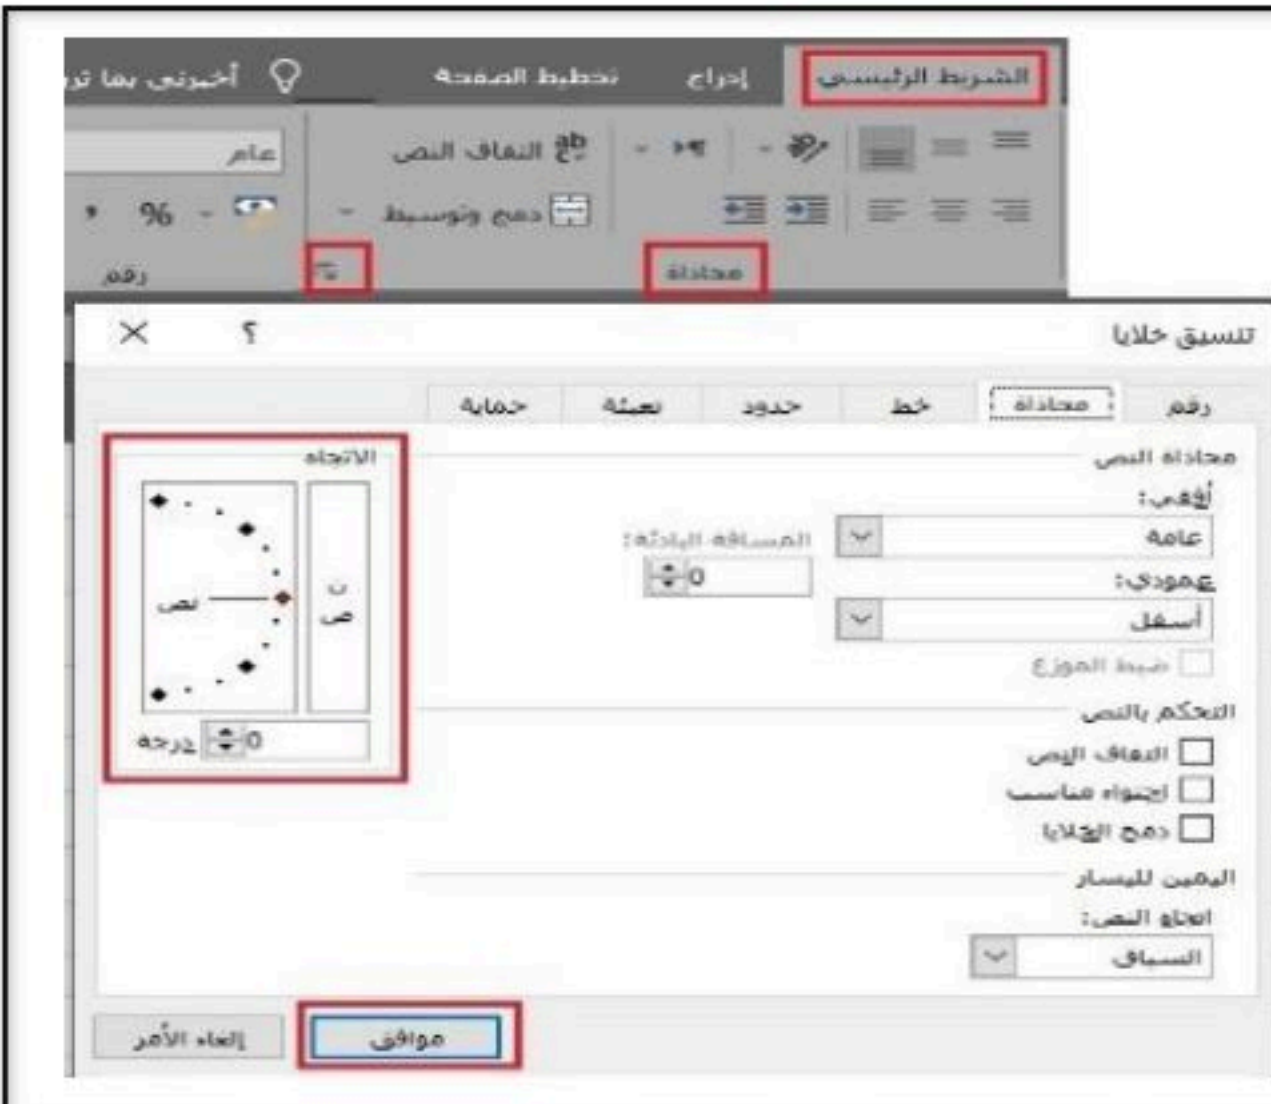 الشريط الرئيسي إدراج تخطيط الصفحة أخبرني بما تر
ab التفاف النص عام
دمج وتوسيط % ,
محاذاة رقم
تنسيق خلايا ؟ ×
رقم محاذاة خط حدود تعبئة حماية
محاذاة النص
أفقي:
عامة
المسافة البادئة:
0
عمودي:
أسفل
ضبط الموزع
التحكم بالنص
التفاف النص
احتواء مناسب
دمج الخلايا
اليمين لليسار
اتجاه النص:
السياق
الاتجاه
ن
ص
نص
0 درجة
موافق إلغاء الأمر